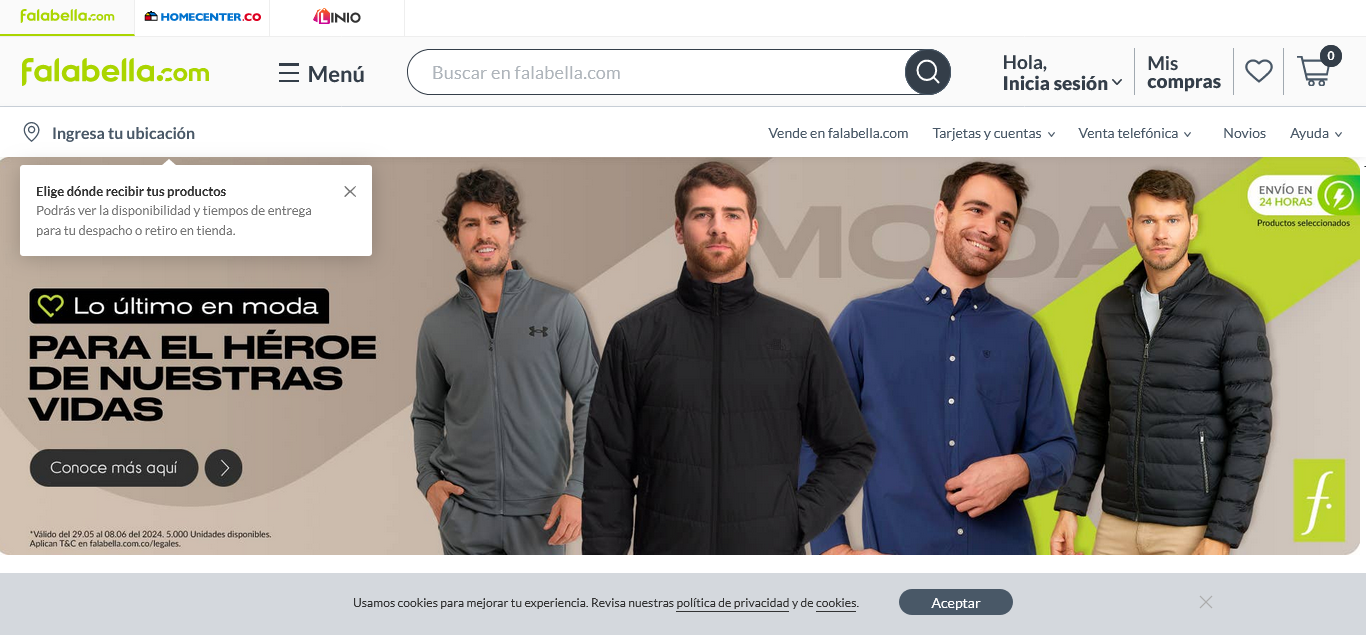 falabella.com
HOMECENTER.CO
LINIO
falabella.com
Menú
Buscar en falabella.com
Hola,
Inicia sesión
Mis
compras
0
Ingresa tu ubicación
Vende en falabella.com
Tarjetas y cuentas
Venta telefónica
Novios
Ayuda
Elige dónde recibir tus productos
Podrás ver la disponibilidad y tiempos de entrega
para tu despacho o retiro en tienda.
MODA
ENVÍO EN
24 HORAS
Productos seleccionados
Lo último en moda
PARA EL HÉROE
DE NUESTRAS
VIDAS
Conoce más aquí
*Válido del 29.05 al 08.06 del 2024. 5.000 Unidades disponibles.
Aplican T&C en falabella.com.co/legales.
f.
Usamos cookies para mejorar tu experiencia. Revisa nuestras política de privacidad y de cookies.
Aceptar